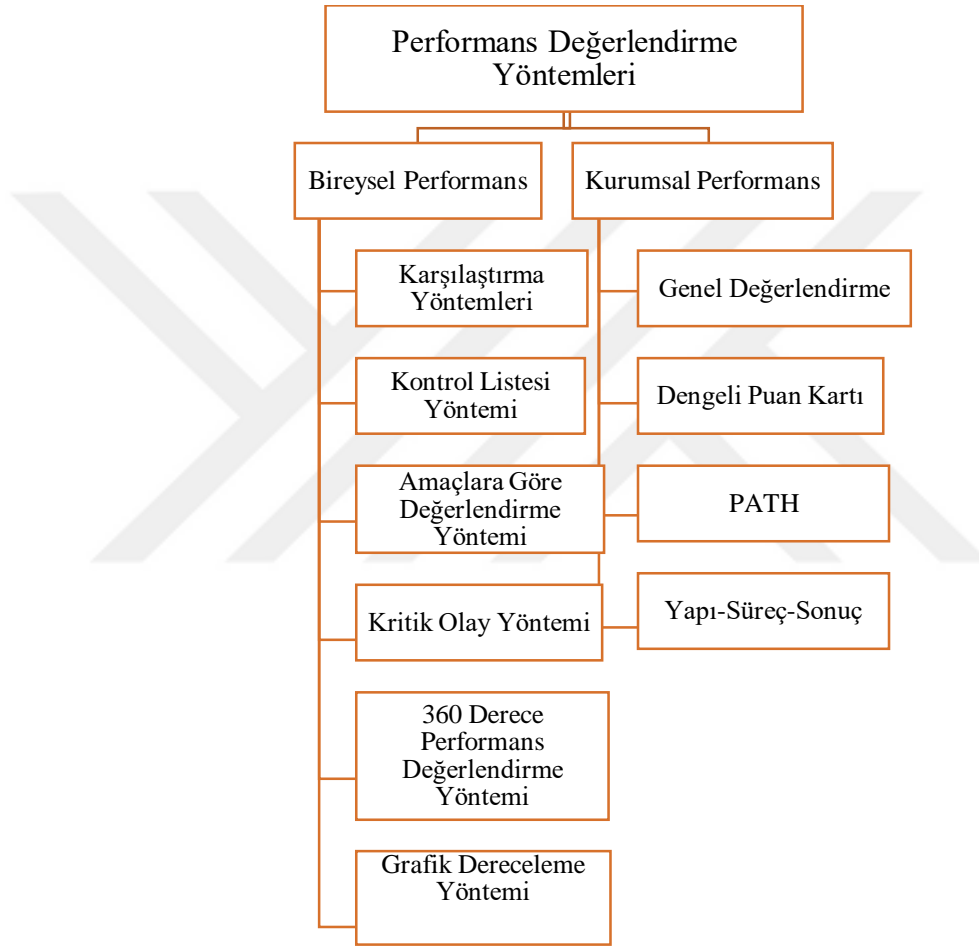 Performans Değerlendirme
Yöntemleri
Bireysel Performans
Karşılaştırma
Yöntemleri
Kontrol Listesi
Yöntemi
Amaçlara Göre
Değerlendirme
Yöntemi
Kritik Olay Yöntemi
360 Derece
Performans
Değerlendirme
Yöntemi
Grafik Dereceleme
Yöntemi
Kurumsal Performans
Genel Değerlendirme
Dengeli Puan Kartı
PATH
Yapı-Süreç-Sonuç